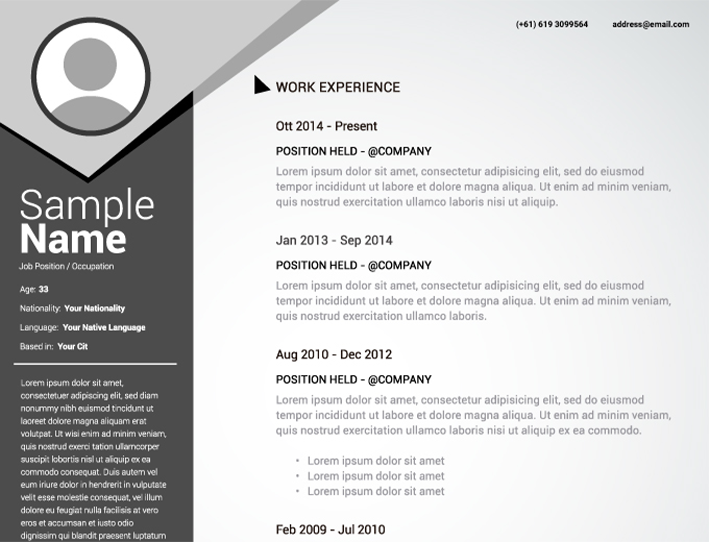 (+61) 619 3099564 address@email.com
Sample
Name
Job Position / Occupation
Age: 33
Nationality: Your Nationality
Language: Your Native Language
Based in: Your Cit
Lorem ipsum dolor sit amet,
consectetuer adipiscing elit, sed diam
nonummy nibh euismod tincidunt ut
laoreet dolore magna aliquam erat
volutpat. Ut wisi enim ad minim veniam,
quis nostrud exerci tation ullamcorper
suscipit lobortis nisl ut aliquip ex ea
commodo consequat. Duis autem vel
eum iriure dolor in hendrerit in vulputate
velit esse molestie consequat, vel illum
dolore eu feugiat nulla facilisis at vero
eros et accumsan et iusto odio
dignissim qui blandit praesent luptatum
WORK EXPERIENCE
Ott 2014 - Present
POSITION HELD - @COMPANY
Lorem ipsum dolor sit amet, consectetur adipisicing elit, sed do eiusmod
tempor incididunt ut labore et dolore magna aliqua. Ut enim ad minim veniam,
quis nostrud exercitation ullamco laboris nisi ut aliquip.
Jan 2013 - Sep 2014
POSITION HELD - @COMPANY
Lorem ipsum dolor sit amet, consectetur adipisicing elit, sed do eiusmod
tempor incididunt ut labore et dolore magna aliqua. Ut enim ad minim veniam,
quis nostrud exercitation ullamco laboris.
Aug 2010 - Dec 2012
POSITION HELD - @COMPANY
Lorem ipsum dolor sit amet, consectetur adipisicing elit, sed do eiusmod
tempor incididunt ut labore et dolore magna aliqua. Ut enim ad minim veniam,
quis nostrud exercitation ullamco laboris nisi ut aliquip ex ea commodo.
• Lorem ipsum dolor sit amet
• Lorem ipsum dolor sit amet
• Lorem ipsum dolor sit amet
Feb 2009 - Jul 2010